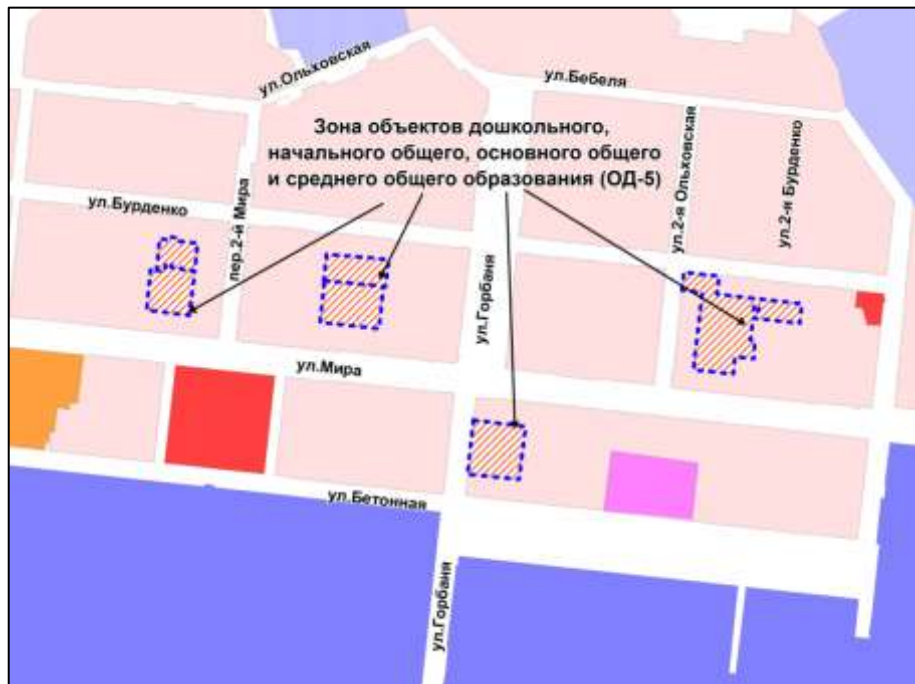 ул.Ольховская
ул.Бебеля
Зона объектов дошкольного,
начального общего, основного общего
и среднего общего образования (ОД-5)
ул.2-я Ольховская
ул.2-я Бурденко
ул.Бурденко
пер.2-й Мира
ул.Горбаня
ул.Мира
ул.Бетонная
ул.Горбаня